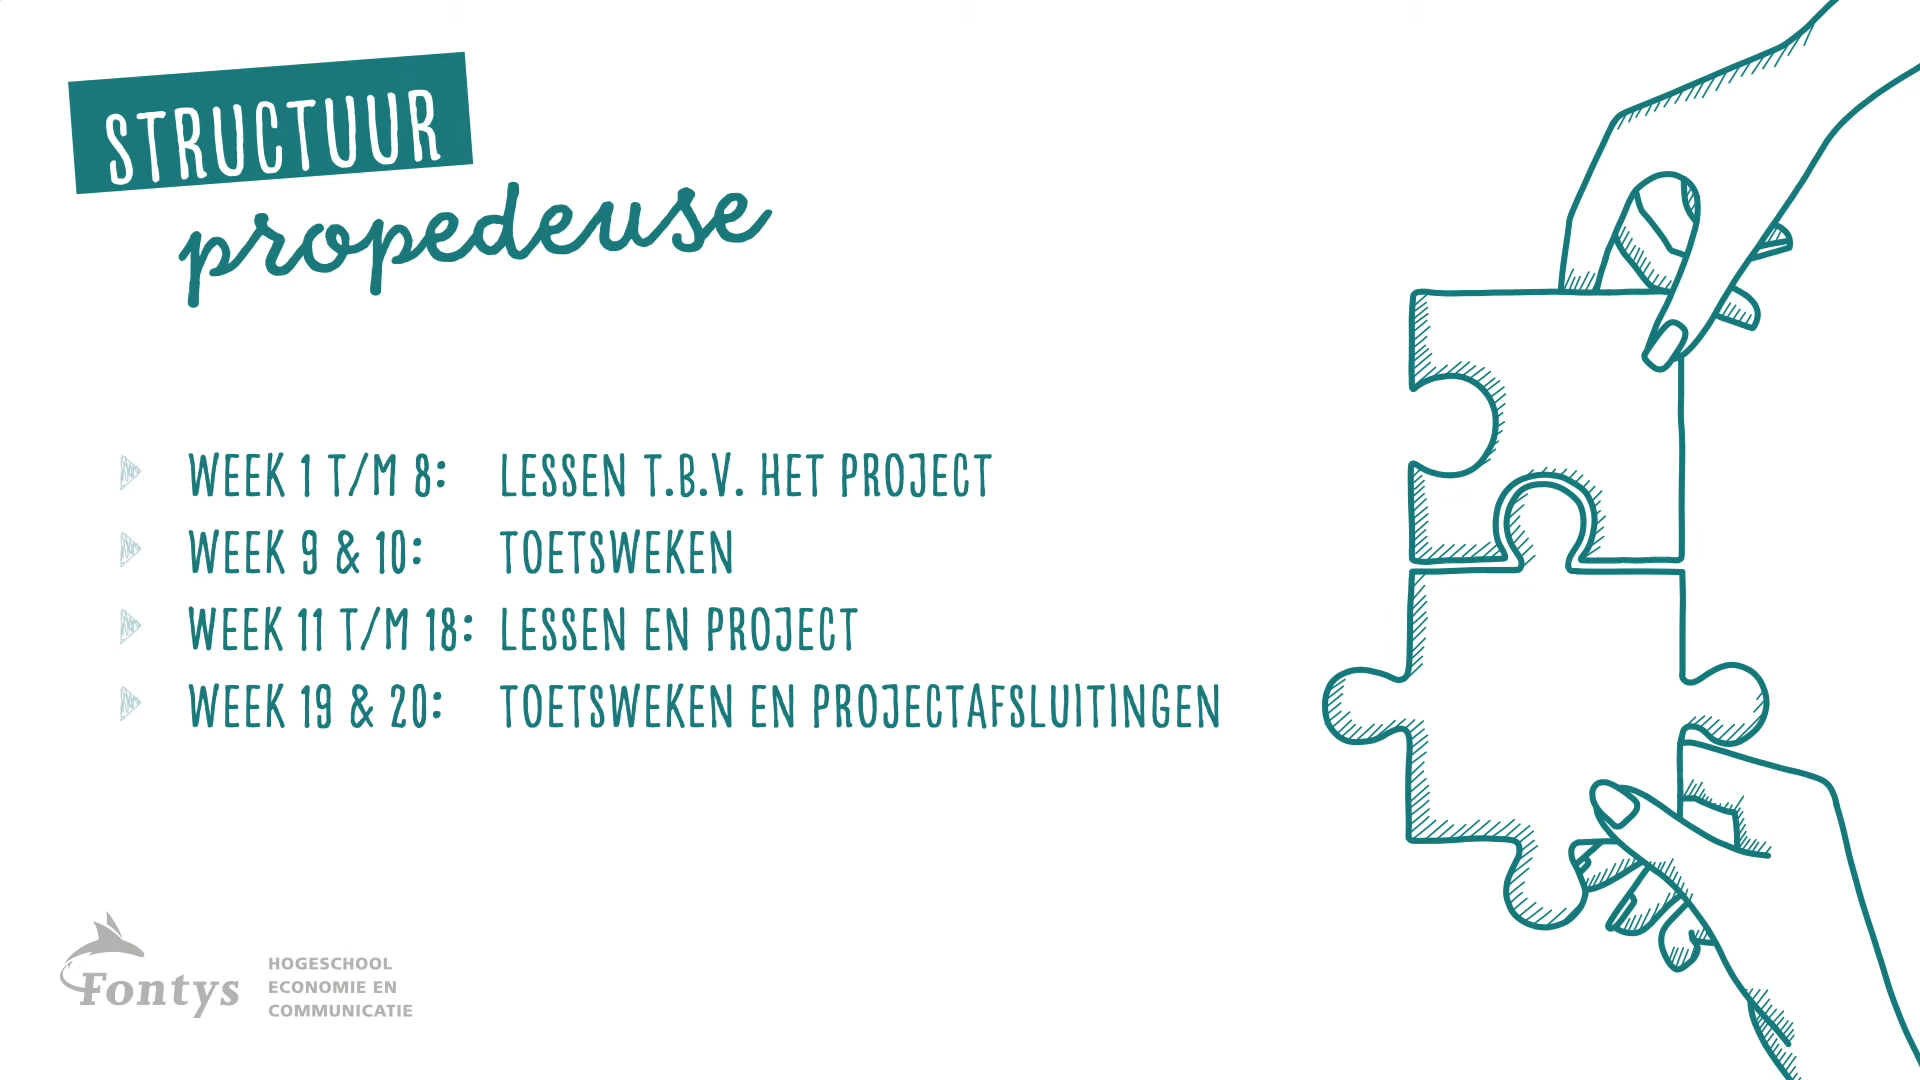 STRUCTUUR
propedeuse
WEEK 1 T/M 8: LESSEN T.B.V. HET PROJECT
WEEK 9 & 10: TOETSWEKEN
WEEK 11 T/M 18: LESSEN EN PROJECT
WEEK 19 & 20: TOETSWEKEN EN PROJECTAFSLUITINGEN
Fontys
HOGESCHOOL
ECONOMIE EN
COMMUNICATIE